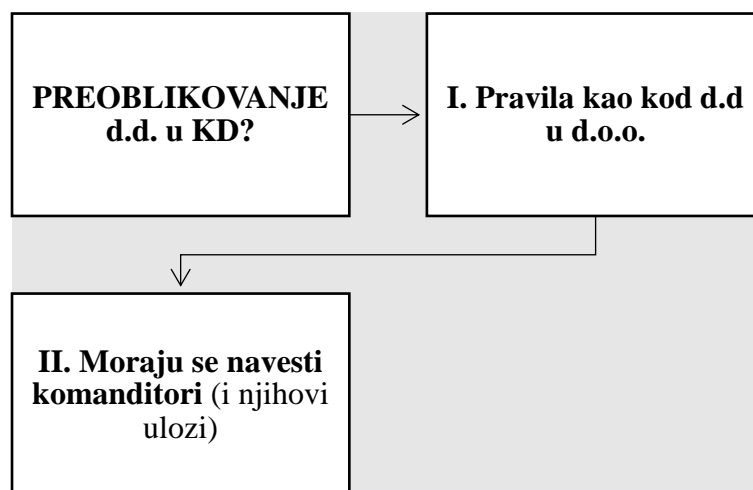 PREOBLIKOVANJE
d.d. u KD?
I. Pravila kao kod d.d
u d.o.o.
II. Moraju se navesti
komanditori (i njihovi
ulozi)